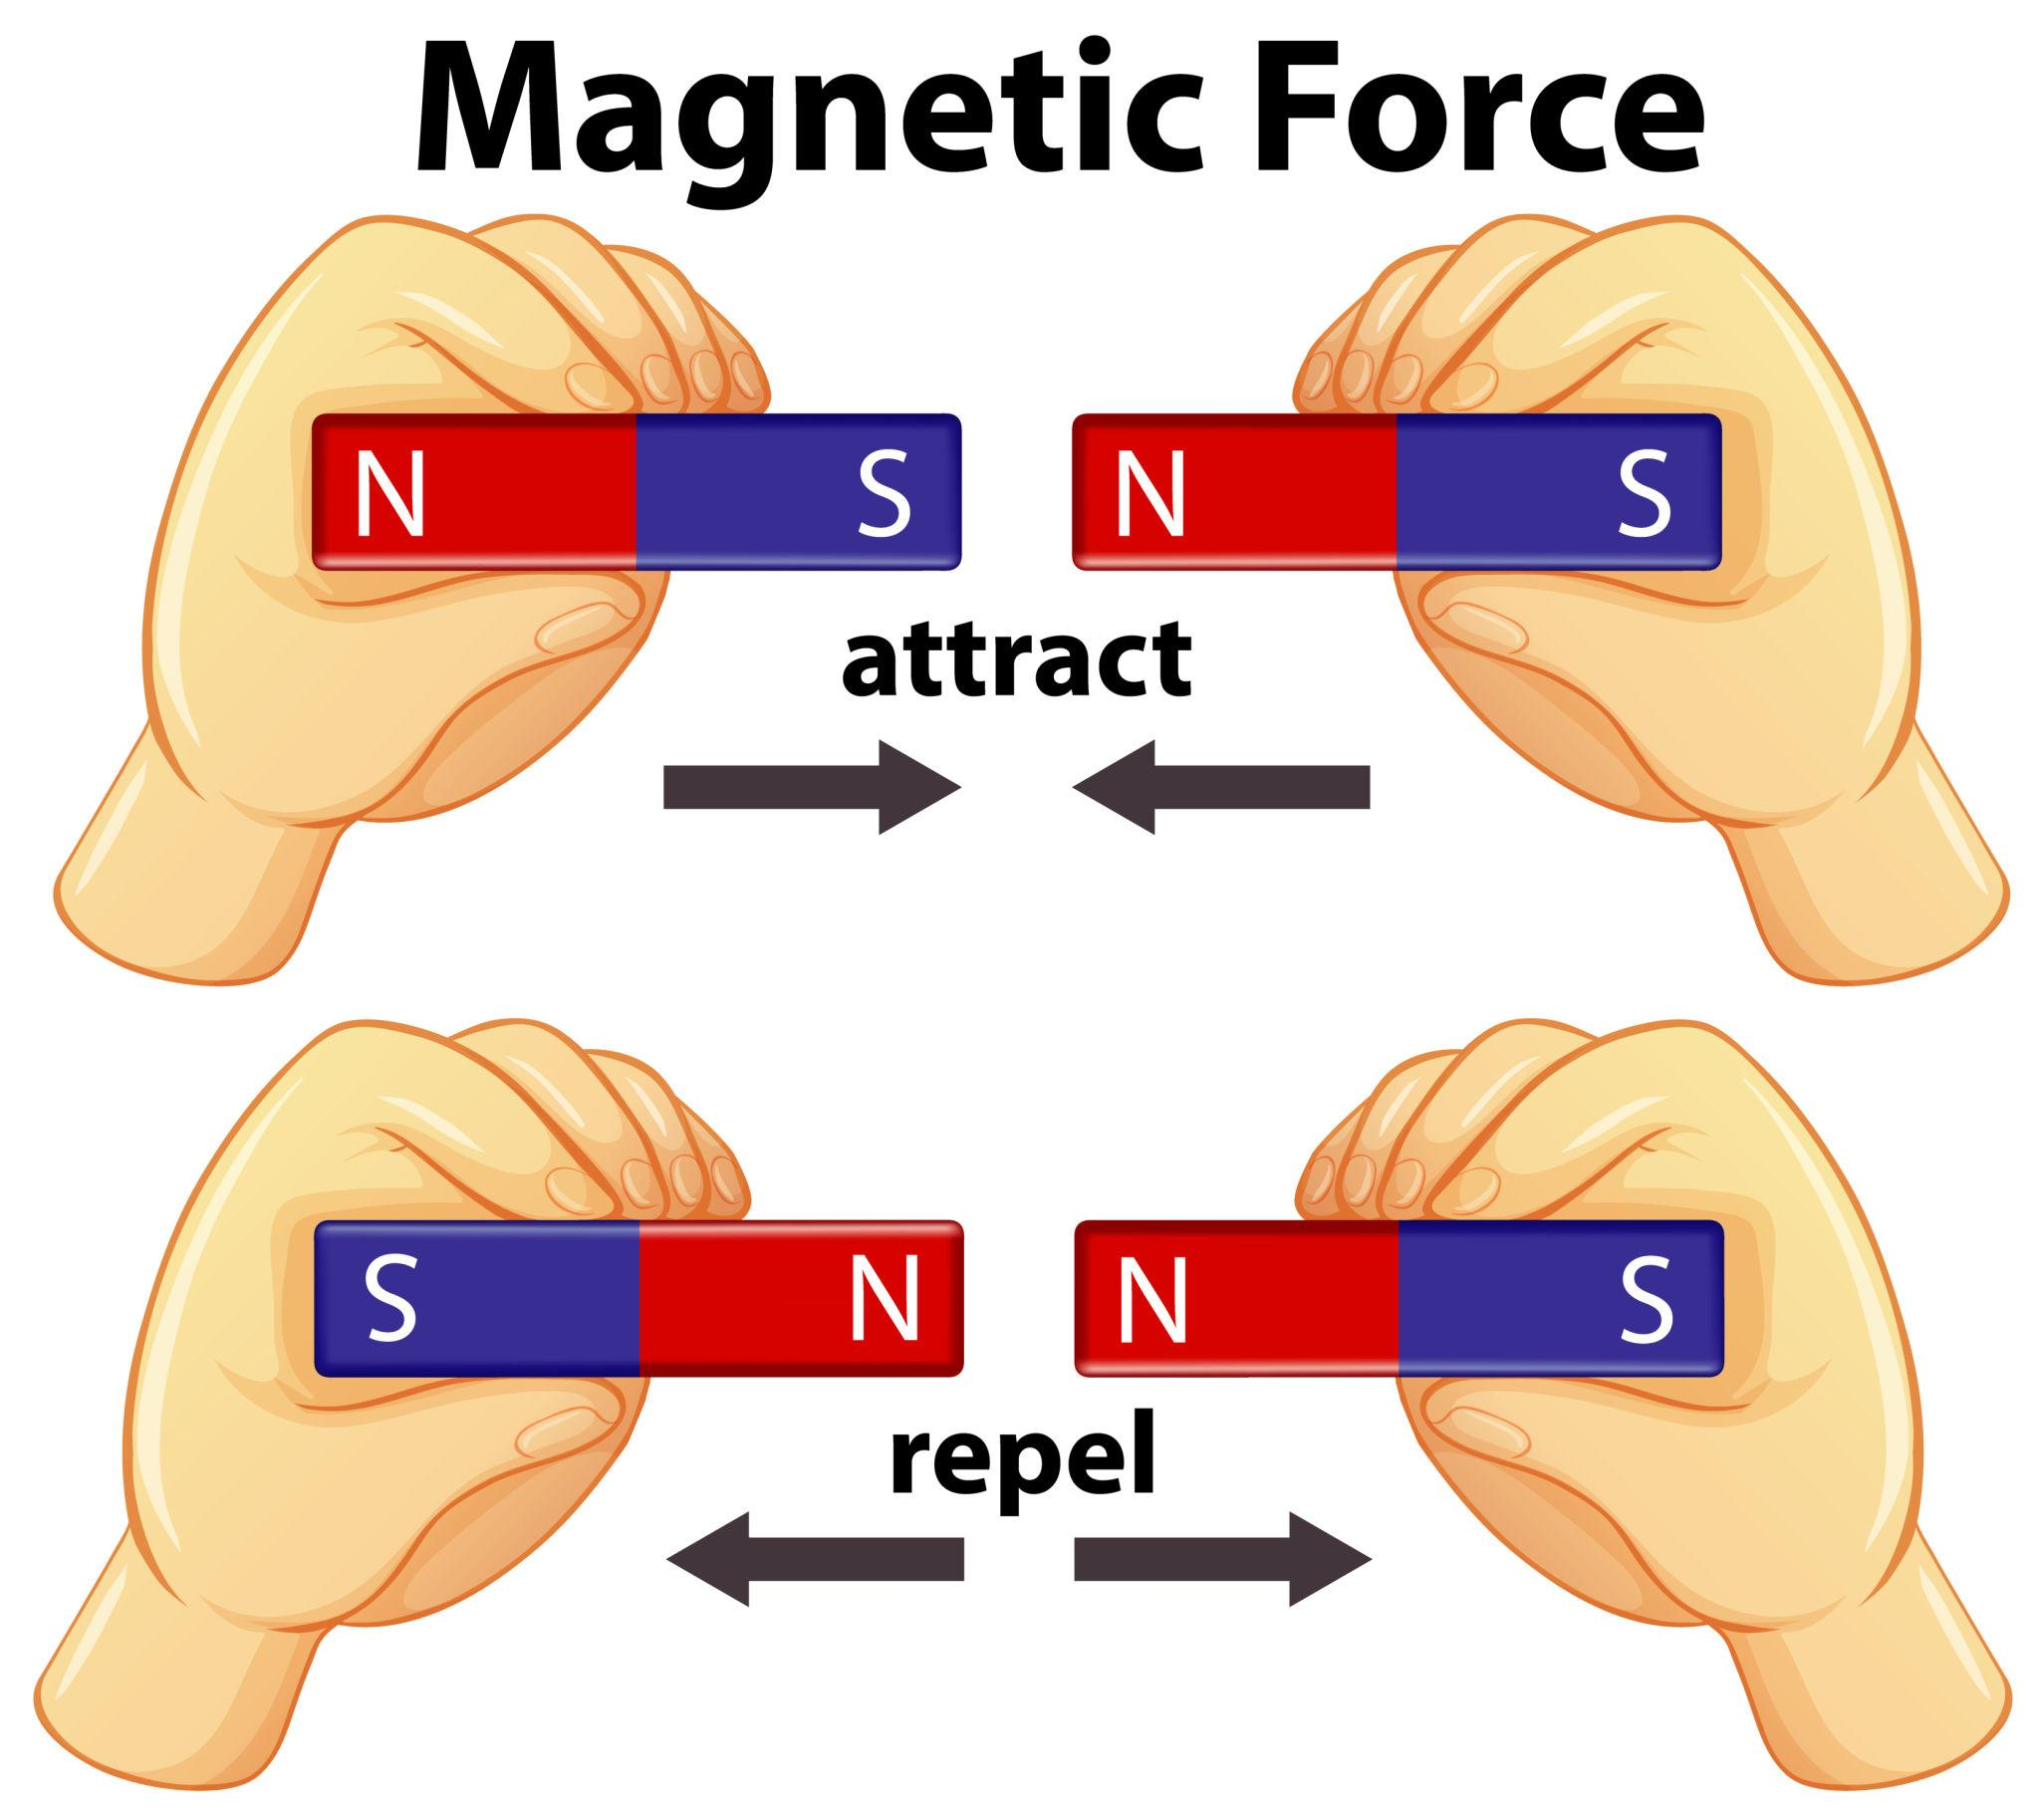 Magnetic Force
N S N S
attract
S N N S
repel